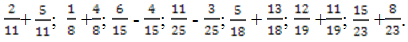 2/11 + 5/11; 1/8 + 4/8; 6/15 - 4/15; 11/25 - 3/25; 5/18 + 13/18; 12/19 + 11/19; 15/23 + 8/23.